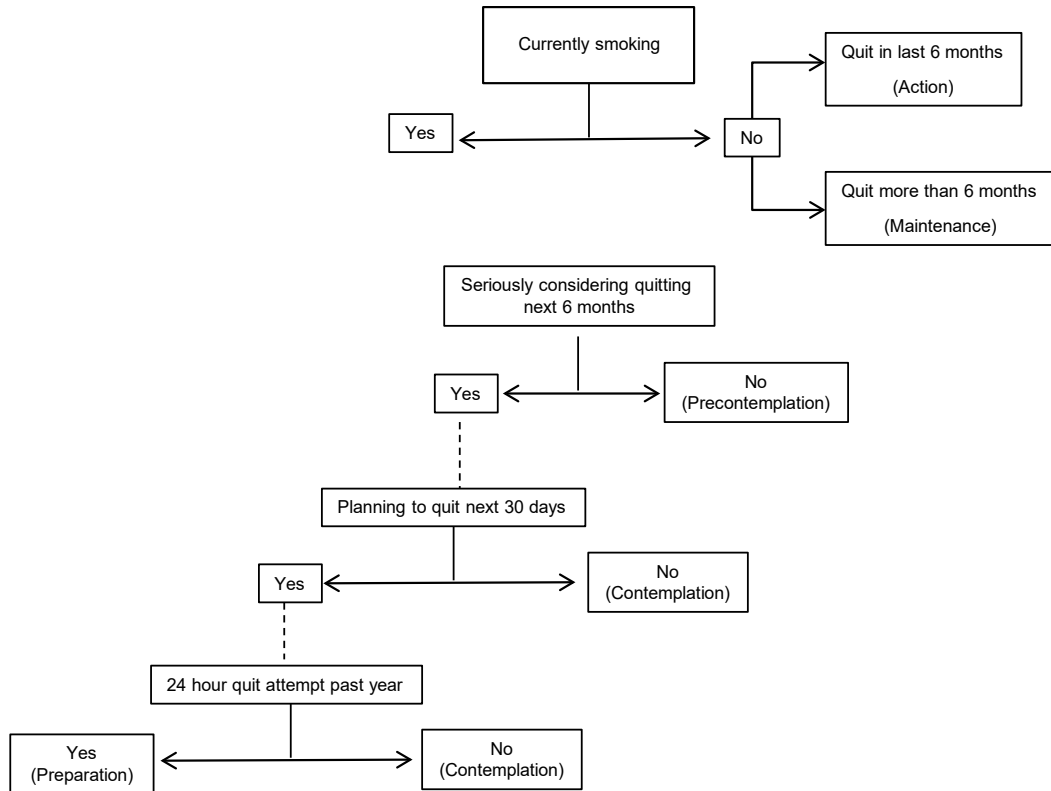 Currently smoking
Quit in last 6 months
(Action)
Yes
No
Quit more than 6 months
(Maintenance)
Seriously considering quitting
next 6 months
Yes
No
(Precontemplation)
Planning to quit next 30 days
Yes
No
(Contemplation)
24 hour quit attempt past year
Yes
(Preparation)
No
(Contemplation)